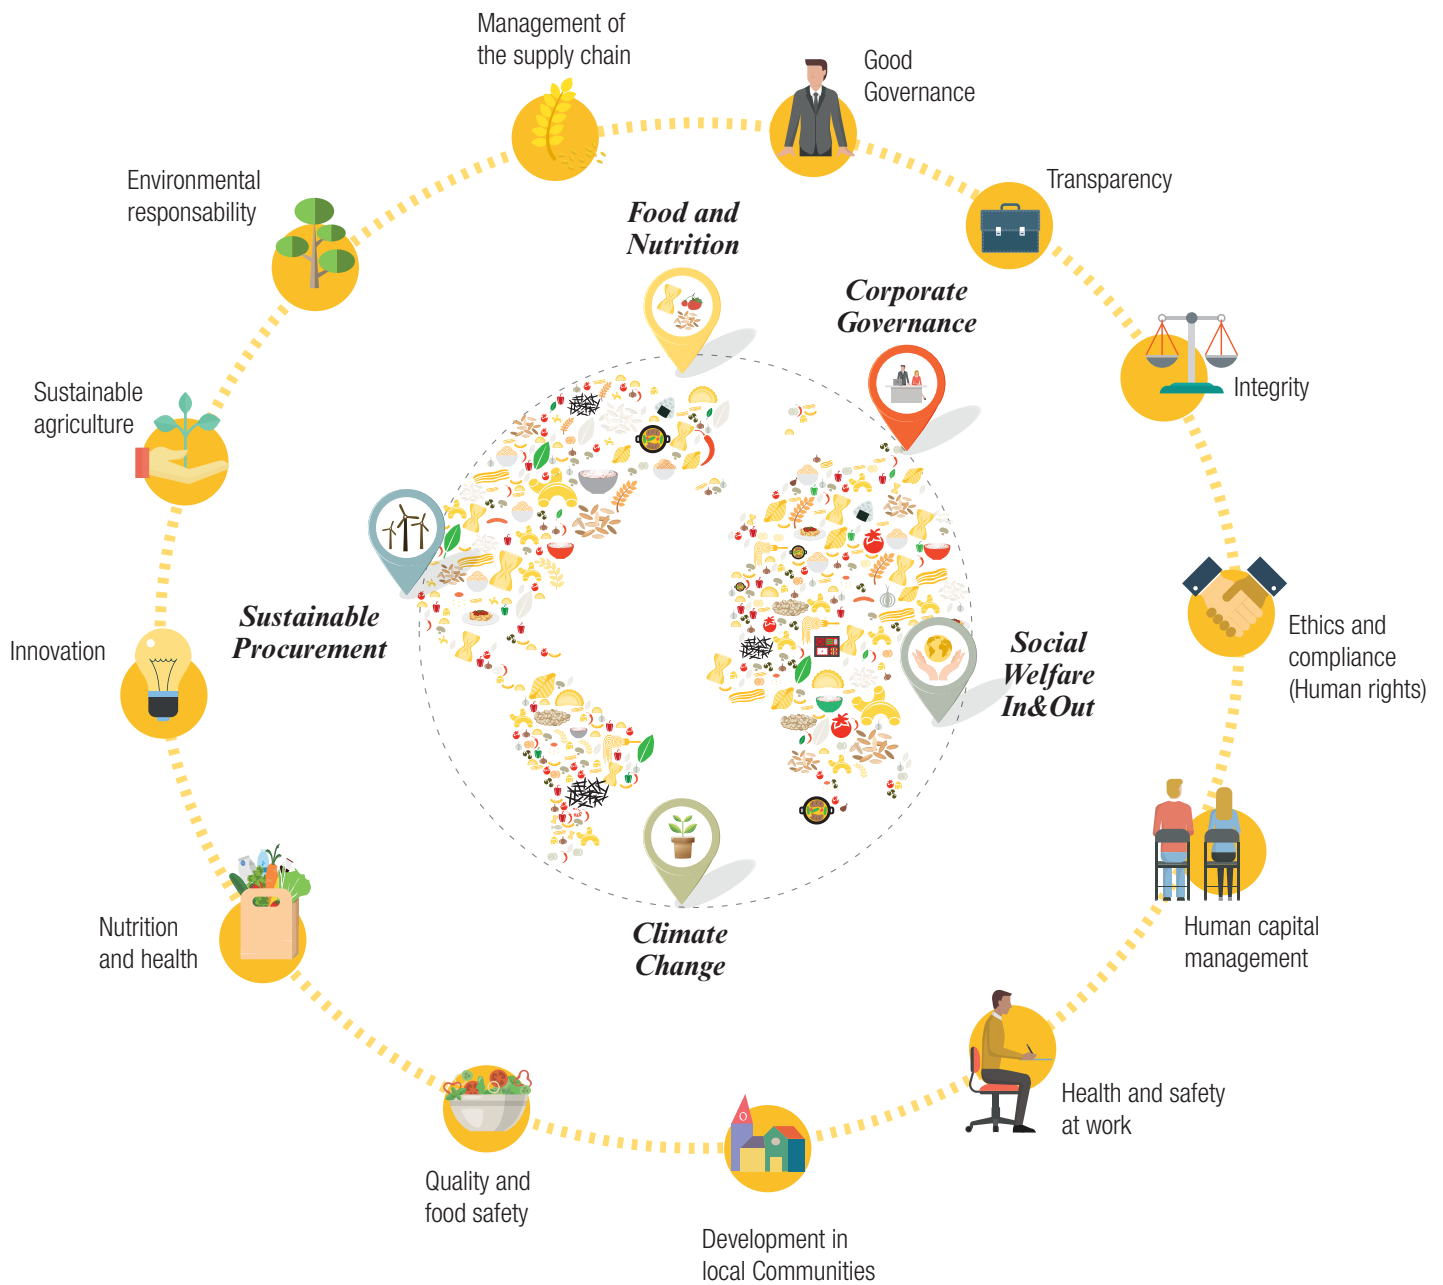 Management of
the supply chain
Good
Governance
Transparency
Integrity
Ethics and
compliance
(Human rights)
Human capital
management
Health and safety
at work
Development in
local Communities
Quality and
food safety
Nutrition
and health
Innovation
Sustainable
agriculture
Environmental
responsability
Food and
Nutrition
Corporate
Governance
Social
Welfare
In&Out
Climate
Change
Sustainable
Procurement